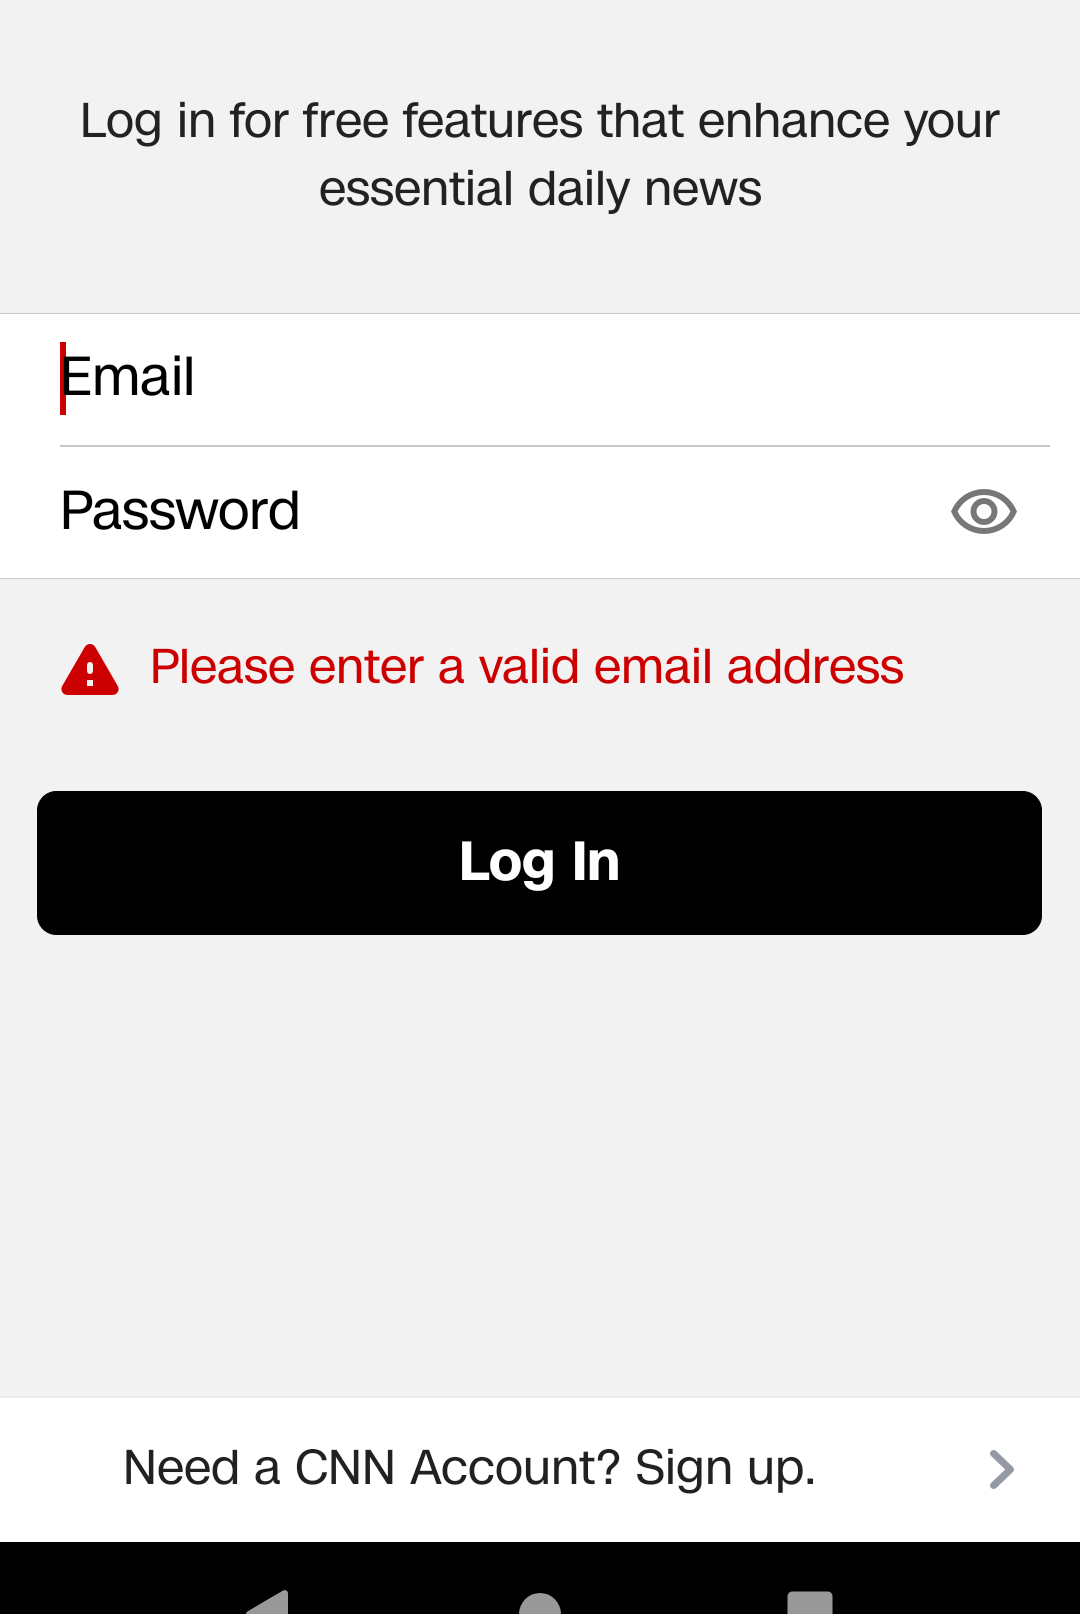 Log in for free features that enhance your
essential daily news
Email
Password
Please enter a valid email address
Log In
Need a CNN Account? Sign up.